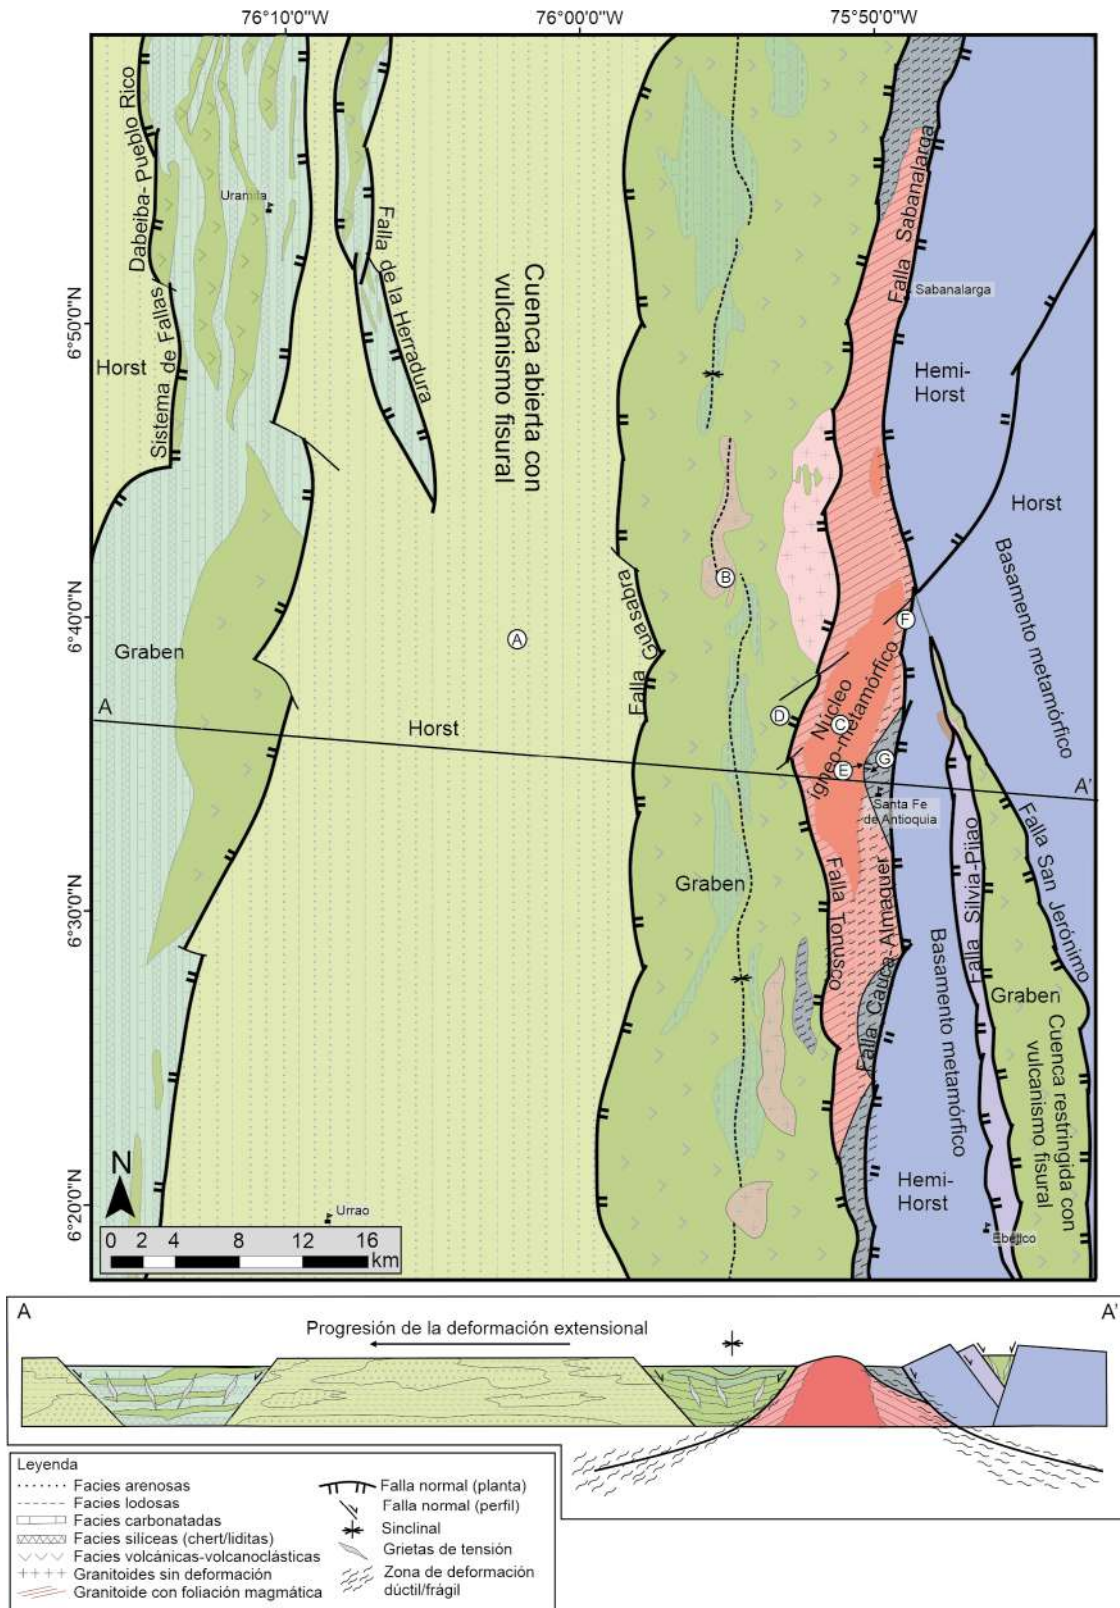 76°10'0"W
76°00'0"W
75°50'0"W
6°50'0"N
6°40'0"N
6°30'0"N
6°20'0"N
Sistema de Fallas Dabeiba-Pueblo Rico
Uramita
Falla de la Herradura
Cuenca abierta con
vulcanismo fisural
Falla Sabanalarga
Sabanalarga
Horst
Hemi-
Horst
Horst
Basamento metamórfico
Graben
A
B
Falla Guasabra
F
D
C
Núcleo
ígneo-metamórfico
E
G
A
Horst
A'
Santa Fe
de Antioquia
Graben
Falla Tonusco
Falla Cauca-Almaguer
Falla Silvia-Pijao
Falla San Jerónimo
Basamento metamórfico
Graben
Cuenca restringida con
vulcanismo fisural
Hemi-
Horst
Ebéjico
N
Urrao
0 2 4 8 12 16
km
A
A'
Progresión de la deformación extensional
Leyenda
Facies arenosas
Facies lodosas
Facies carbonatadas
Facies silíceas (chert/liditas)
Facies volcánicas-volcanoclásticas
Granitoides sin deformación
Granitoide con foliación magmática
Falla normal (planta)
Falla normal (perfil)
Sinclinal
Grietas de tensión
Zona de deformación
dúctil/frágil